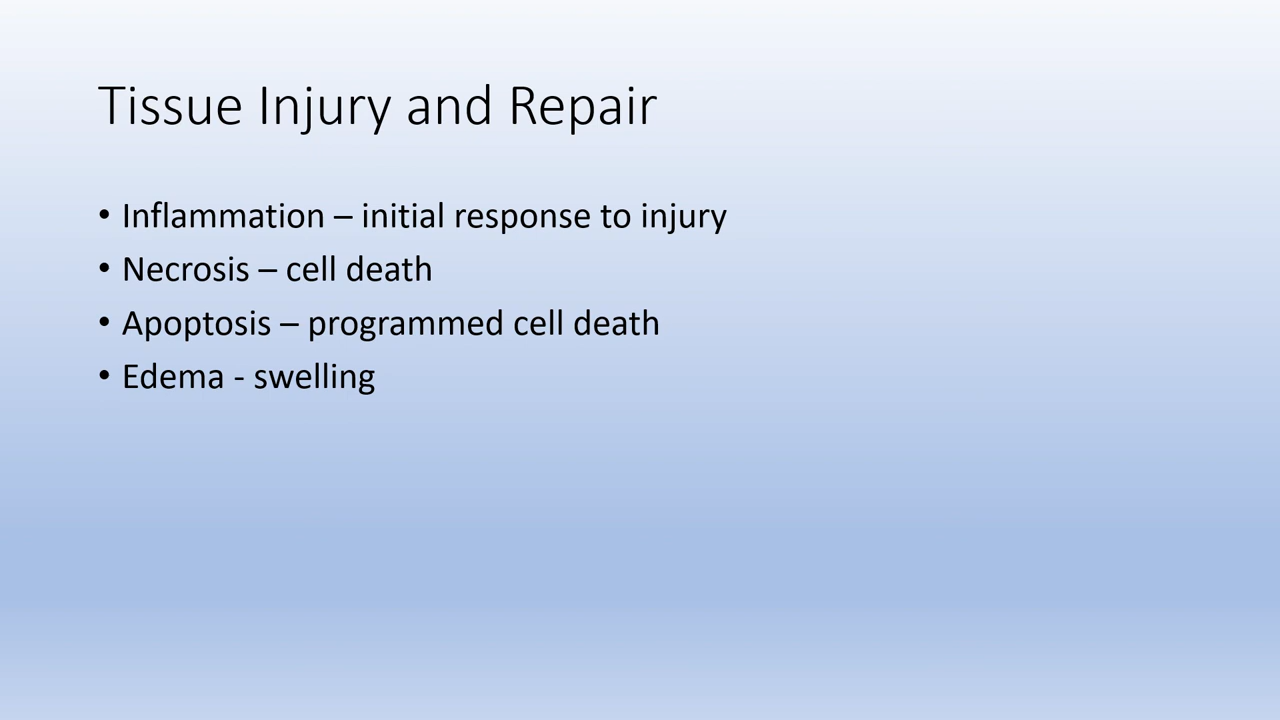 Tissue Injury and Repair
• Inflammation – initial response to injury
• Necrosis – cell death
• Apoptosis – programmed cell death
• Edema - swelling